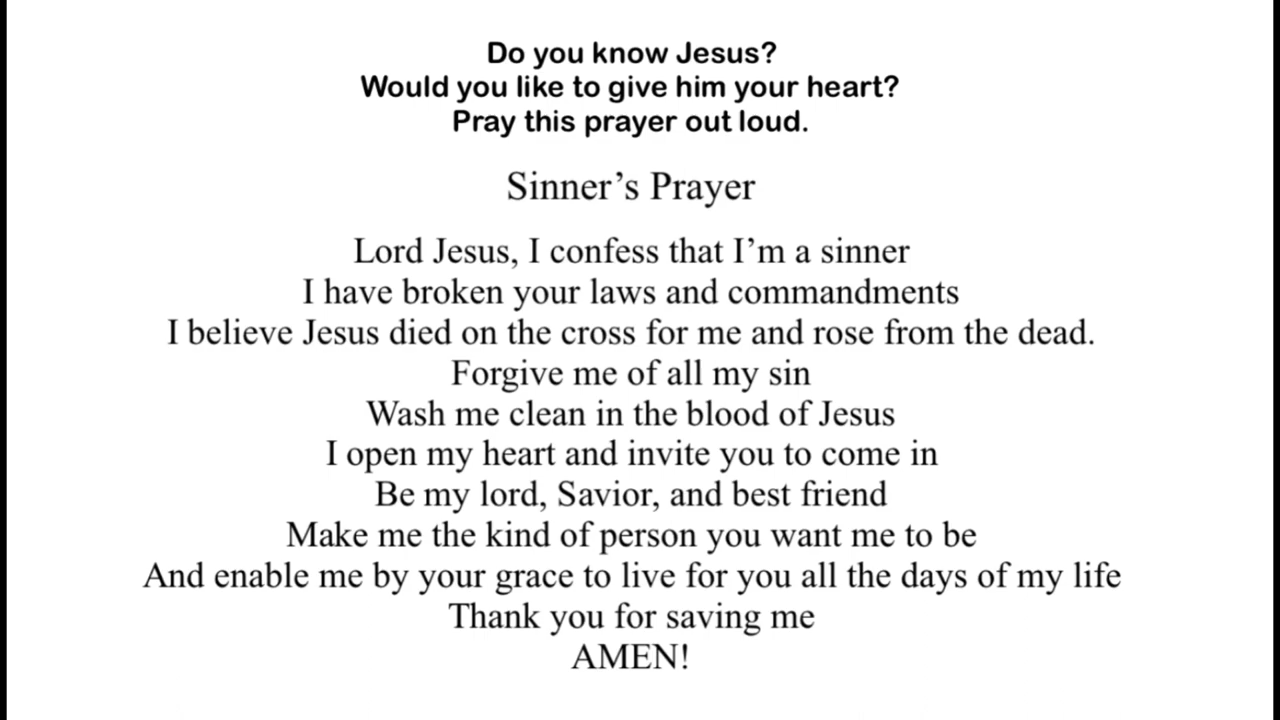 Do you know Jesus?
Would you like to give him your heart?
Pray this prayer out loud.
Sinner’s Prayer
Lord Jesus, I confess that I’m a sinner
I have broken your laws and commandments
I believe Jesus died on the cross for me and rose from the dead.
Forgive me of all my sin
Wash me clean in the blood of Jesus
I open my heart and invite you to come in
Be my lord, Savior, and best friend
Make me the kind of person you want me to be
And enable me by your grace to live for you all the days of my life
Thank you for saving me
AMEN!